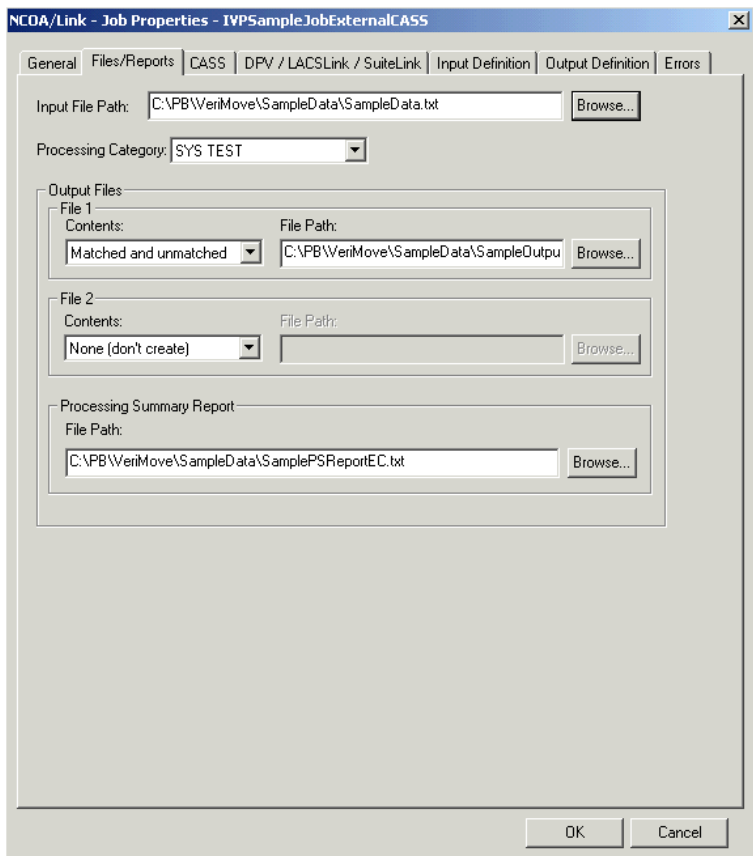 NCOA/Link - Job Properties - IVPSampleJobExternalCASS
General Files/Reports CASS DPV / LACSLink / SuiteLink Input Definition Output Definition Errors
Input File Path: C:\PB\VeriMove\SampleData\SampleData.txt Browse...
Processing Category: SYS TEST
Output Files
File 1
Contents: File Path:
Matched and unmatched C:\PB\VeriMove\SampleData\SampleOutpu Browse...
File 2
Contents: File Path:
None (don't create) Browse...
Processing Summary Report
File Path:
C:\PB\VeriMove\SampleData\SamplePSReportEC.txt Browse...
OK Cancel